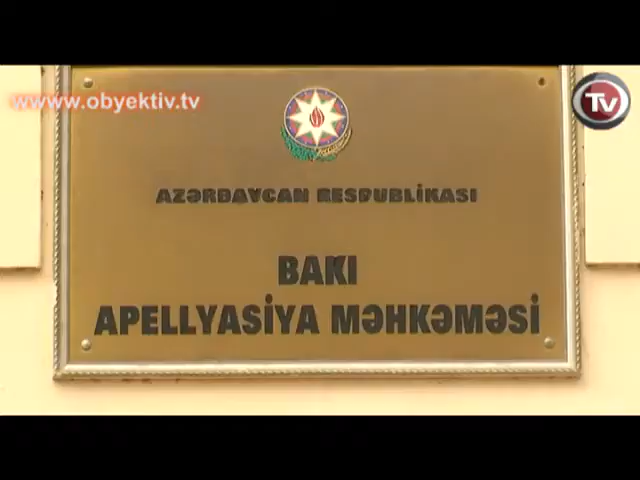 www.obyektiv.tv
TV
AZƏRBAYCAN RESPUBLİKASI
BAKI
APELLYASİYA MƏHKƏMƏSİ